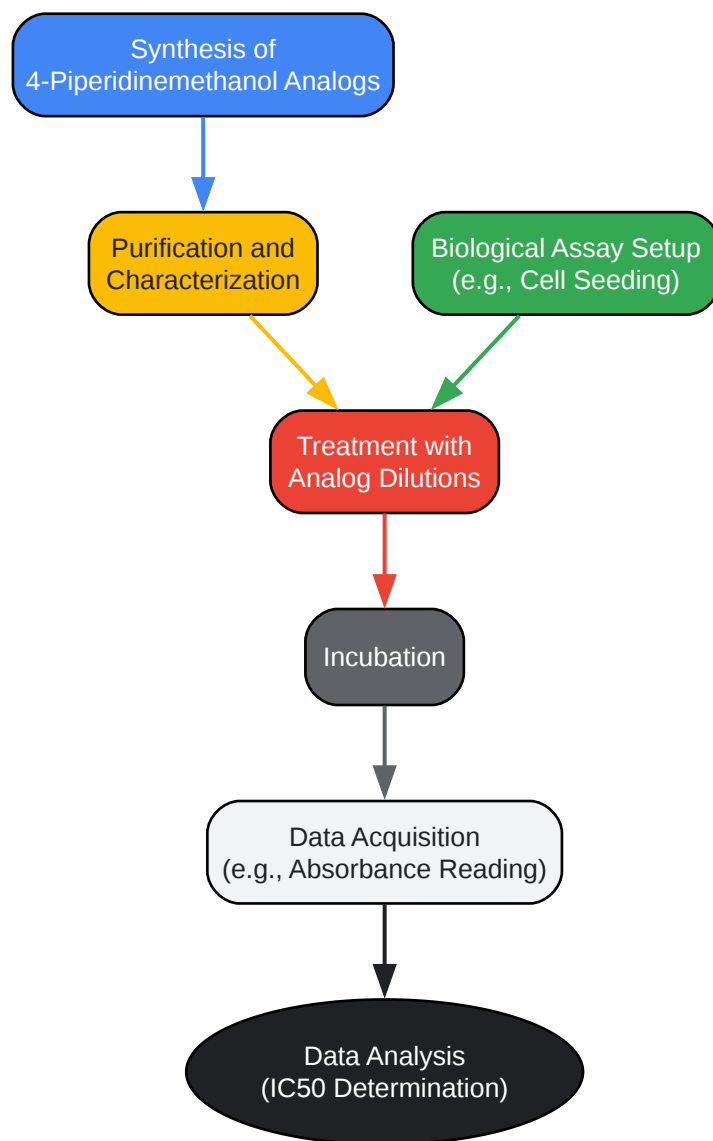 Synthesis of
4-Piperidinemethanol Analogs
Purification and
Characterization
Biological Assay Setup
(e.g., Cell Seeding)
Treatment with
Analog Dilutions
Incubation
Data Acquisition
(e.g., Absorbance Reading)
Data Analysis
(IC50 Determination)